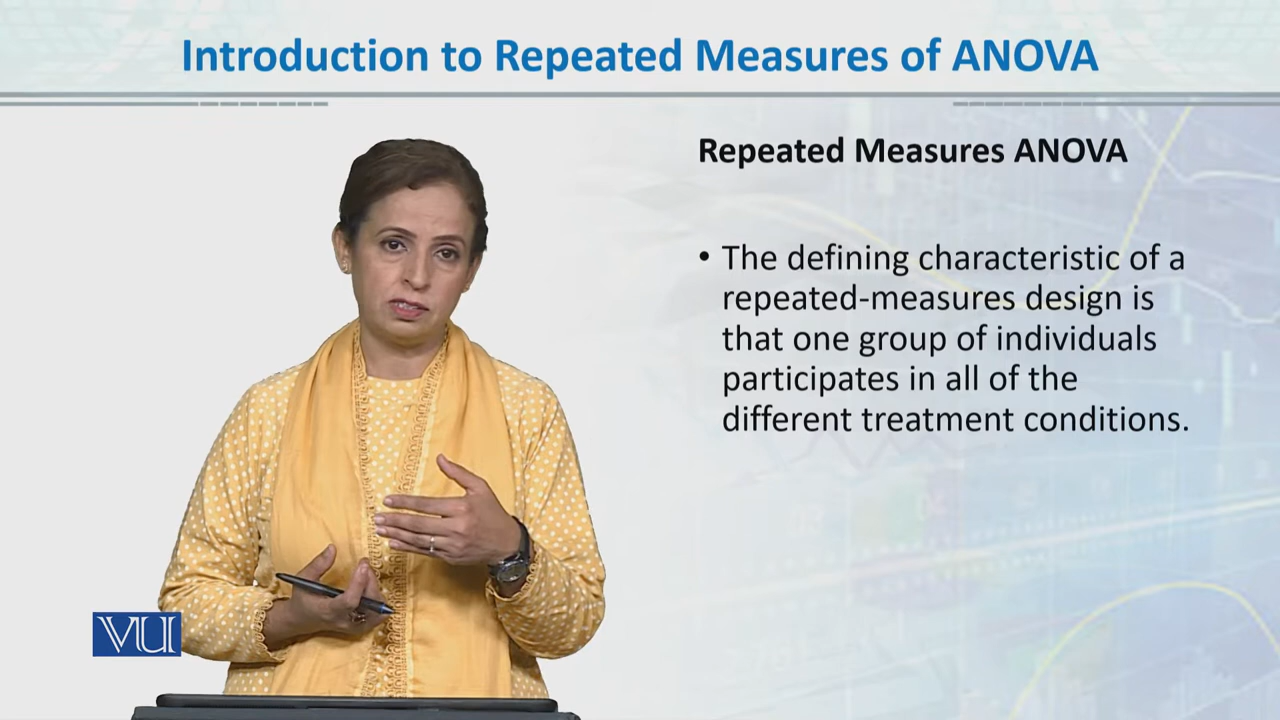 Introduction to Repeated Measures of ANOVA
Repeated Measures ANOVA
• The defining characteristic of a
repeated-measures design is
that one group of individuals
participates in all of the
different treatment conditions.
VU